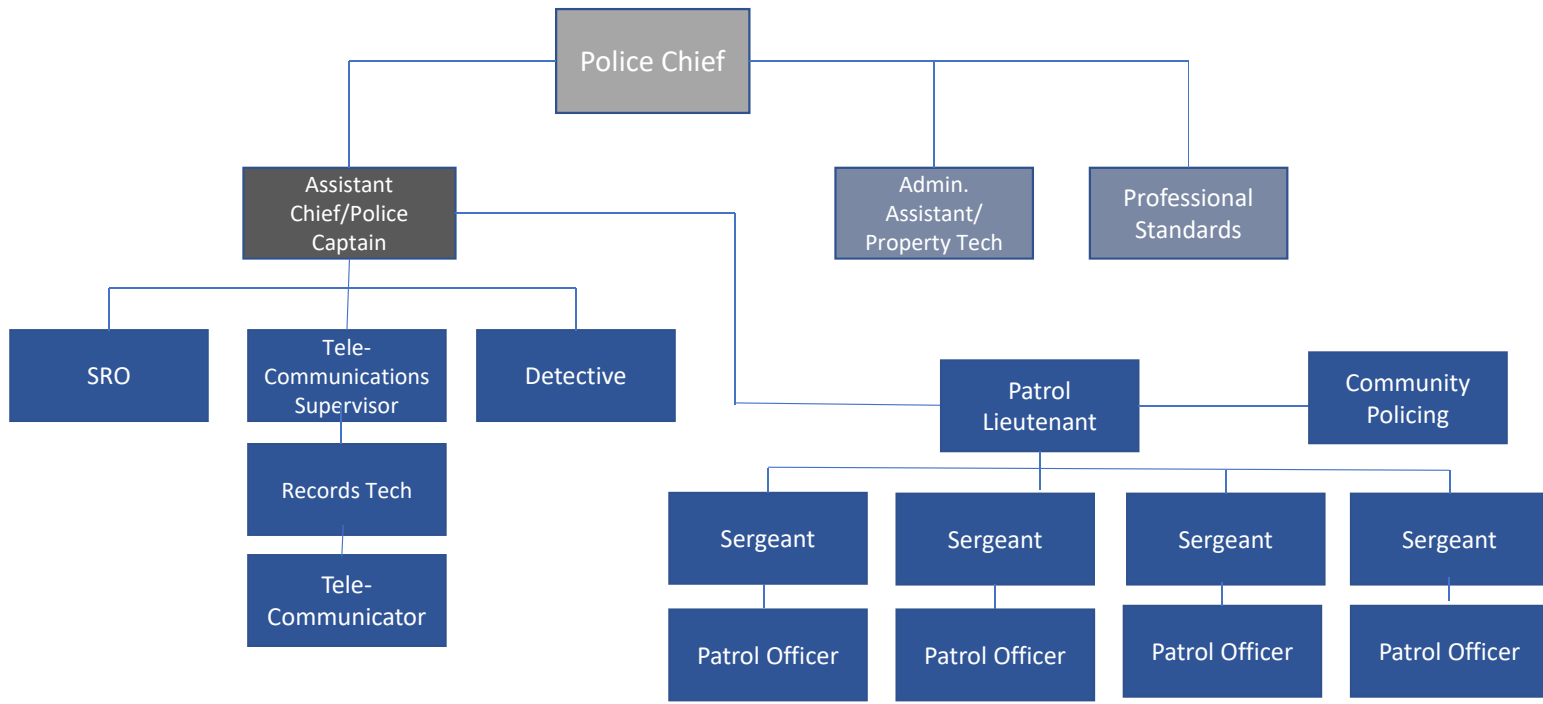 Police Chief
Assistant
Chief/Police
Captain
Admin.
Assistant/
Property Tech
Professional
Standards
SRO
Tele-
Communications
Supervisor
Detective
Patrol
Lieutenant
Community
Policing
Records Tech
Tele-
Communicator
Sergeant
Sergeant
Sergeant
Sergeant
Patrol Officer
Patrol Officer
Patrol Officer
Patrol Officer